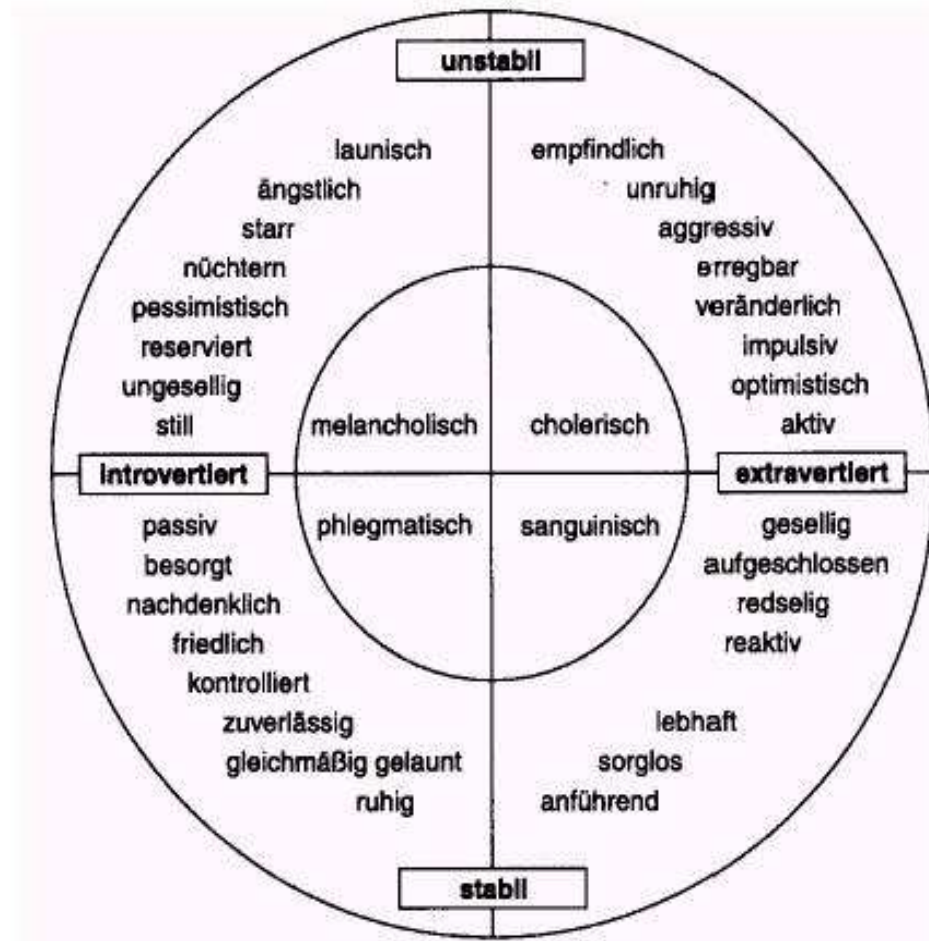 unstabil
launisch
empfindlich
ängstlich
unruhig
starr
aggressiv
nüchtern
erregbar
pessimistisch
veränderlich
reserviert
impulsiv
ungesellig
optimistisch
still
melancholisch
cholerisch
aktiv
introvertiert
extravertiert
passiv
phlegmatisch
sanguinisch
gesellig
besorgt
aufgeschlossen
nachdenklich
redselig
friedlich
reaktiv
kontrolliert
zuverlässig
lebhaft
gleichmäßig gelaunt
sorglos
ruhig
anführend
stabil